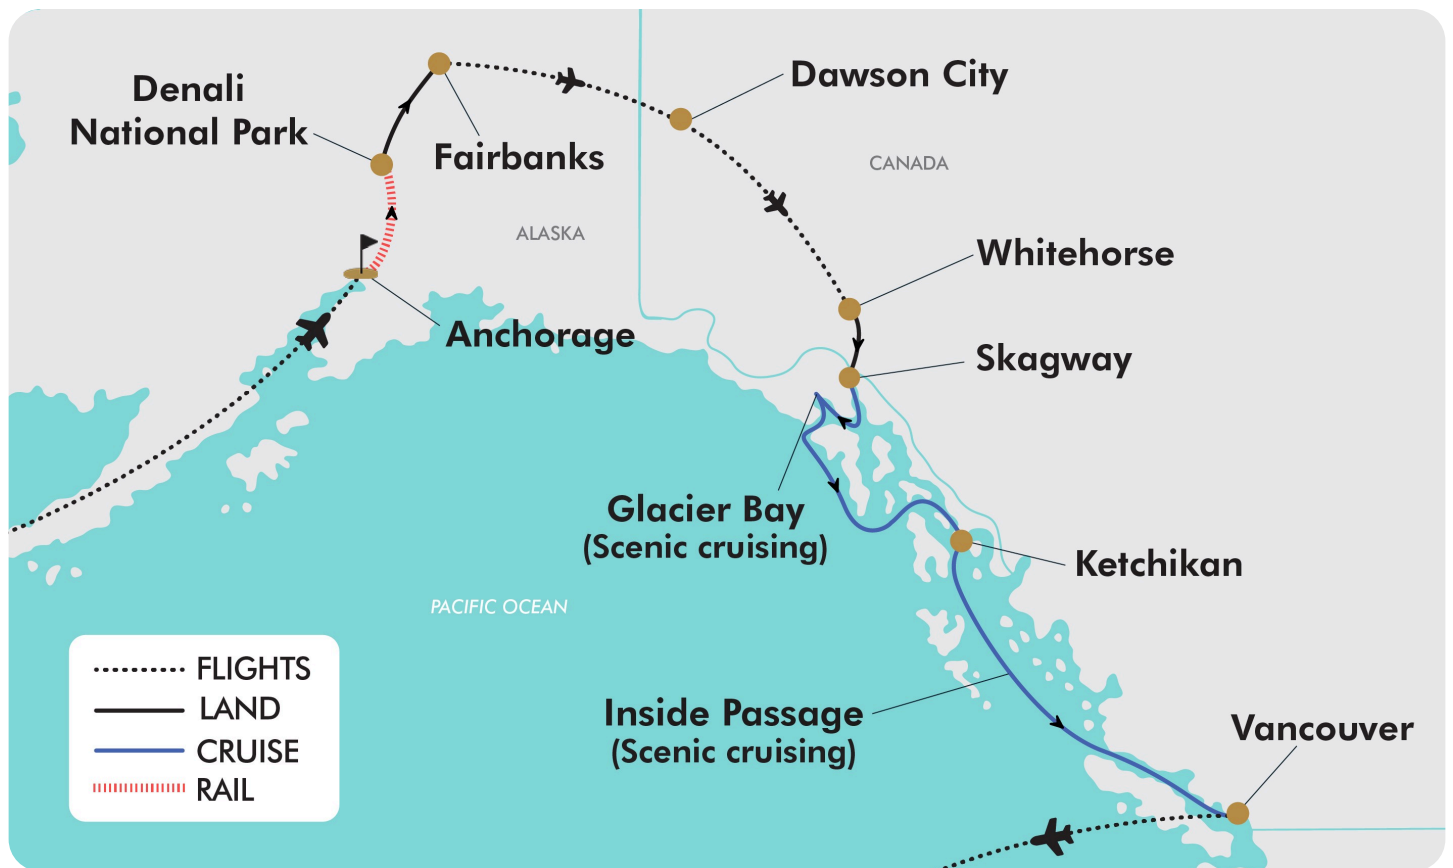 Denali
National Park
Fairbanks
Dawson City
CANADA
ALASKA
Whitehorse
Anchorage
Skagway
Glacier Bay
(Scenic cruising)
Ketchikan
PACIFIC OCEAN
Inside Passage
(Scenic cruising)
Vancouver
FLIGHTS
LAND
CRUISE
RAIL